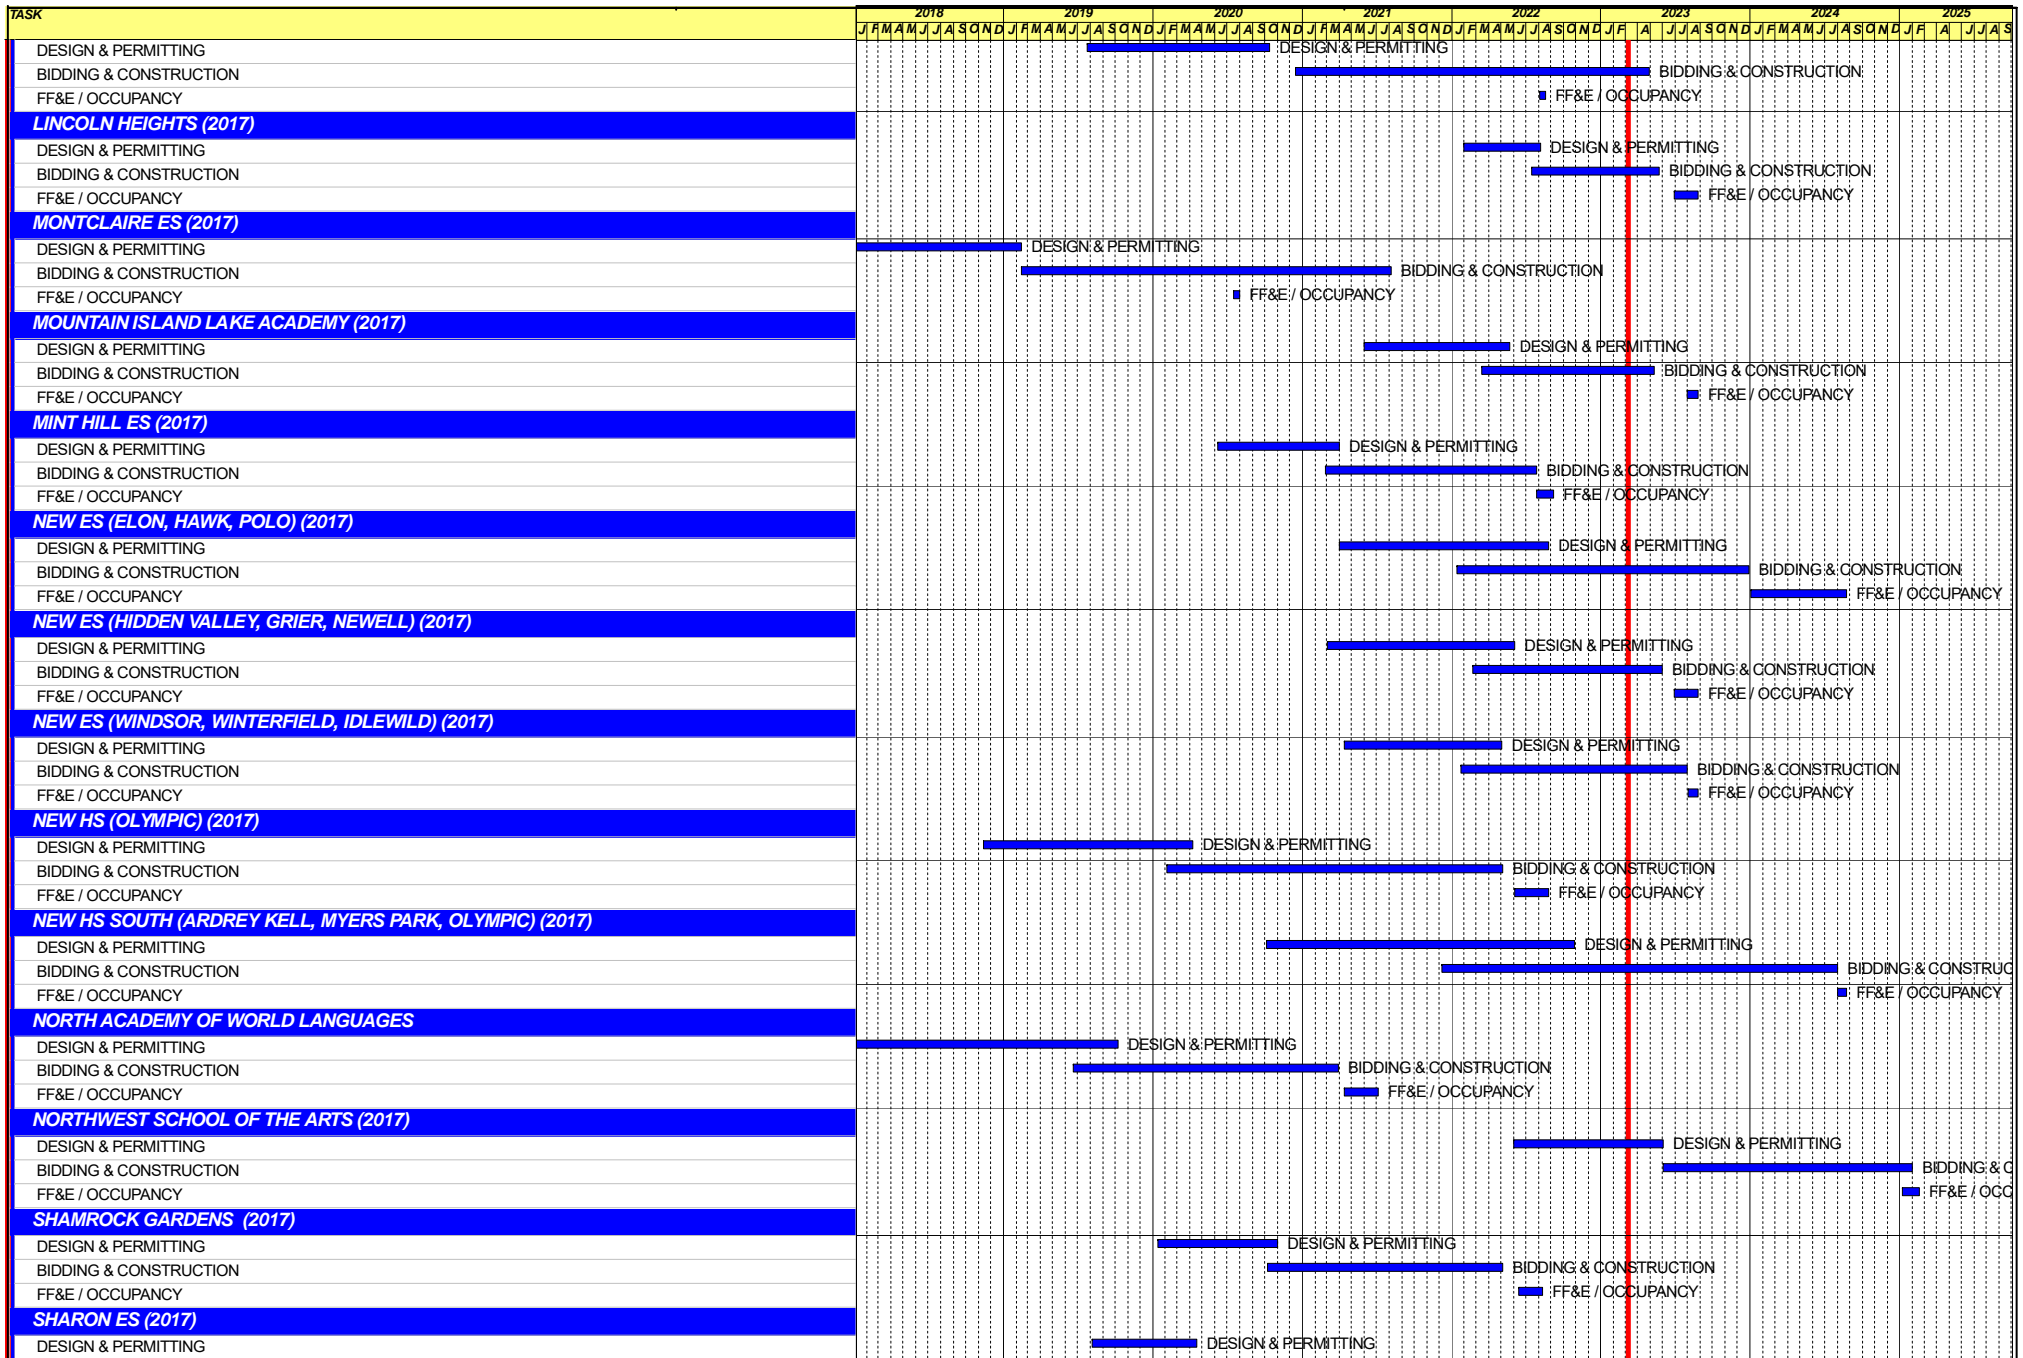 TASK 2018 2019 2020 2021 2022 2023 2024 2025
J F M A M J J A S O N D J F M A M J J A S O N D J F M A M J J A S O N D J F M A M J J A S O N D J F M A M J J A S O N D J F A J J A S O N D J F M A M J J A S O N D J F A J J A S
DESIGN & PERMITTING DESIGN & PERMITTING
BIDDING & CONSTRUCTION BIDDING & CONSTRUCTION
FF&E / OCCUPANCY FF&E / OCCUPANCY
LINCOLN HEIGHTS (2017)
DESIGN & PERMITTING DESIGN & PERMITTING
BIDDING & CONSTRUCTION BIDDING & CONSTRUCTION
FF&E / OCCUPANCY FF&E / OCCUPANCY
MONTCLAIRE ES (2017)
DESIGN & PERMITTING DESIGN & PERMITTING
BIDDING & CONSTRUCTION BIDDING & CONSTRUCTION
FF&E / OCCUPANCY FF&E / OCCUPANCY
MOUNTAIN ISLAND LAKE ACADEMY (2017)
DESIGN & PERMITTING DESIGN & PERMITTING
BIDDING & CONSTRUCTION BIDDING & CONSTRUCTION
FF&E / OCCUPANCY FF&E / OCCUPANCY
MINT HILL ES (2017)
DESIGN & PERMITTING DESIGN & PERMITTING
BIDDING & CONSTRUCTION BIDDING & CONSTRUCTION
FF&E / OCCUPANCY FF&E / OCCUPANCY
NEW ES (ELON, HAWK, POLO) (2017)
DESIGN & PERMITTING DESIGN & PERMITTING
BIDDING & CONSTRUCTION BIDDING & CONSTRUCTION
FF&E / OCCUPANCY FF&E / OCCUPANCY
NEW ES (HIDDEN VALLEY, GRIER, NEWELL) (2017)
DESIGN & PERMITTING DESIGN & PERMITTING
BIDDING & CONSTRUCTION BIDDING & CONSTRUCTION
FF&E / OCCUPANCY FF&E / OCCUPANCY
NEW ES (WINDSOR, WINTERFIELD, IDLEWILD) (2017)
DESIGN & PERMITTING DESIGN & PERMITTING
BIDDING & CONSTRUCTION BIDDING & CONSTRUCTION
FF&E / OCCUPANCY FF&E / OCCUPANCY
NEW HS (OLYMPIC) (2017)
DESIGN & PERMITTING DESIGN & PERMITTING
BIDDING & CONSTRUCTION BIDDING & CONSTRUCTION
FF&E / OCCUPANCY FF&E / OCCUPANCY
NEW HS SOUTH (ARDREY KELL, MYERS PARK, OLYMPIC) (2017)
DESIGN & PERMITTING DESIGN & PERMITTING
BIDDING & CONSTRUCTION BIDDING & CONSTRUC
FF&E / OCCUPANCY FF&E / OCCUPANCY
NORTH ACADEMY OF WORLD LANGUAGES
DESIGN & PERMITTING DESIGN & PERMITTING
BIDDING & CONSTRUCTION BIDDING & CONSTRUCTION
FF&E / OCCUPANCY FF&E / OCCUPANCY
NORTHWEST SCHOOL OF THE ARTS (2017)
DESIGN & PERMITTING DESIGN & PERMITTING
BIDDING & CONSTRUCTION BIDDING & C
FF&E / OCCUPANCY FF&E / OCC
SHAMROCK GARDENS (2017)
DESIGN & PERMITTING DESIGN & PERMITTING
BIDDING & CONSTRUCTION BIDDING & CONSTRUCTION
FF&E / OCCUPANCY FF&E / OCCUPANCY
SHARON ES (2017)
DESIGN & PERMITTING DESIGN & PERMITTING